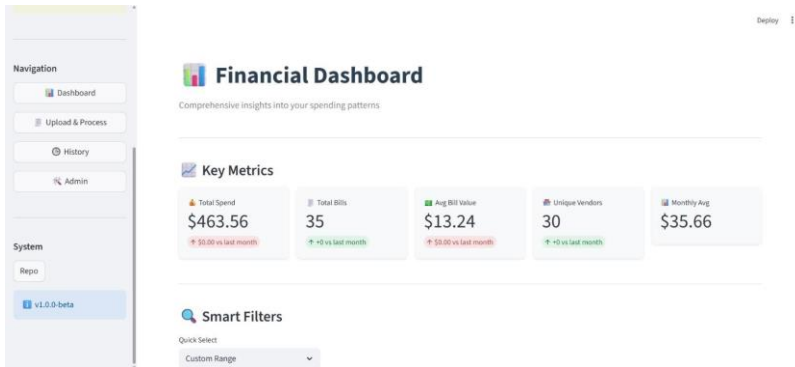 Deploy
Navigation
Dashboard
Upload & Process
History
Admin
System
Repo
v1.0.0-beta
Financial Dashboard
Comprehensive insights into your spending patterns
Key Metrics
Total Spend
$463.56
↑ $0.00 vs last month
Total Bills
35
↑ +0 vs last month
Avg Bill Value
$13.24
↑ $0.00 vs last month
Unique Vendors
30
↑ +0 vs last month
Monthly Avg
$35.66
Smart Filters
Quick Select
Custom Range